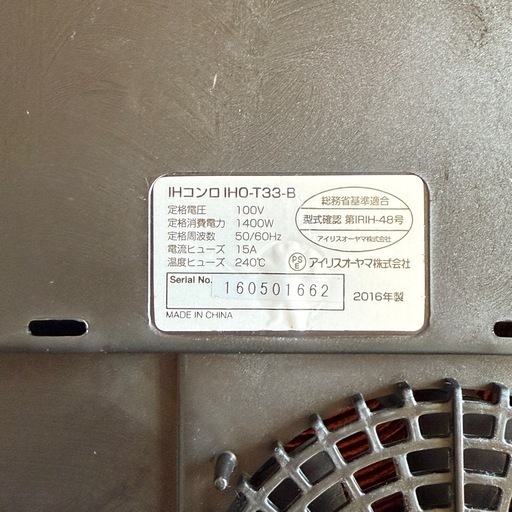 IHコンロ IHO-T33-B
定格電圧 100V
定格消費電力 1400W
定格周波数 50/60Hz
電流ヒューズ 15A
温度ヒューズ 240℃
総務省基準適合
型式確認 第IRIH-48号
アイリスオーヤマ株式会社
PSE アイリスオーヤマ株式会社
Serial No. 160501662
2016年製
MADE IN CHINA